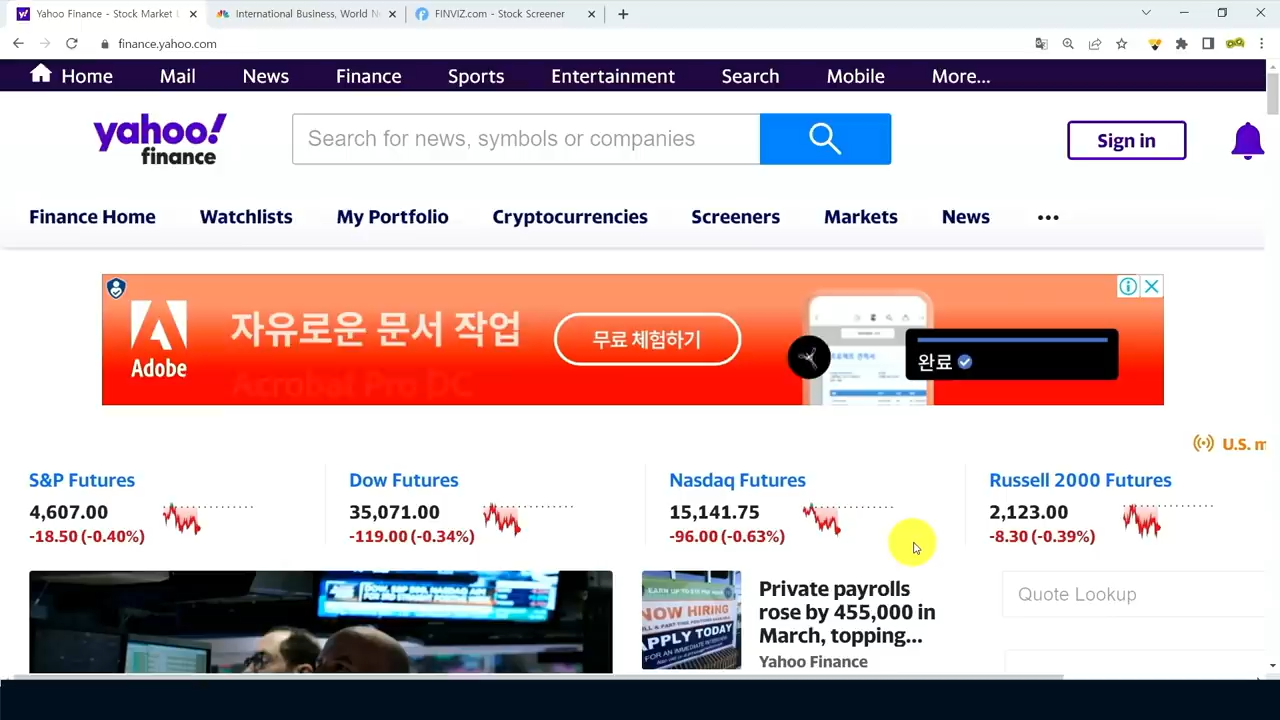 Yahoo Finance - Stock Market
International Business, World N
FINVIZ.com - Stock Screener
finance.yahoo.com
Home Mail News Finance Sports Entertainment Search Mobile More...
yahoo!
finance
Search for news, symbols or companies
Sign in
Finance Home Watchlists My Portfolio Cryptocurrencies Screeners Markets News •••
Adobe
자유로운 문서 작업
Acrobat Pro DC
무료 체험하기
완료
U.S. m
S&P Futures
4,607.00
-18.50 (-0.40%)
Dow Futures
35,071.00
-119.00 (-0.34%)
Nasdaq Futures
15,141.75
-96.00 (-0.63%)
Russell 2000 Futures
2,123.00
-8.30 (-0.39%)
NOW HIRING
APPLY TODAY
Private payrolls
rose by 455,000 in
March, topping...
Yahoo Finance
Quote Lookup